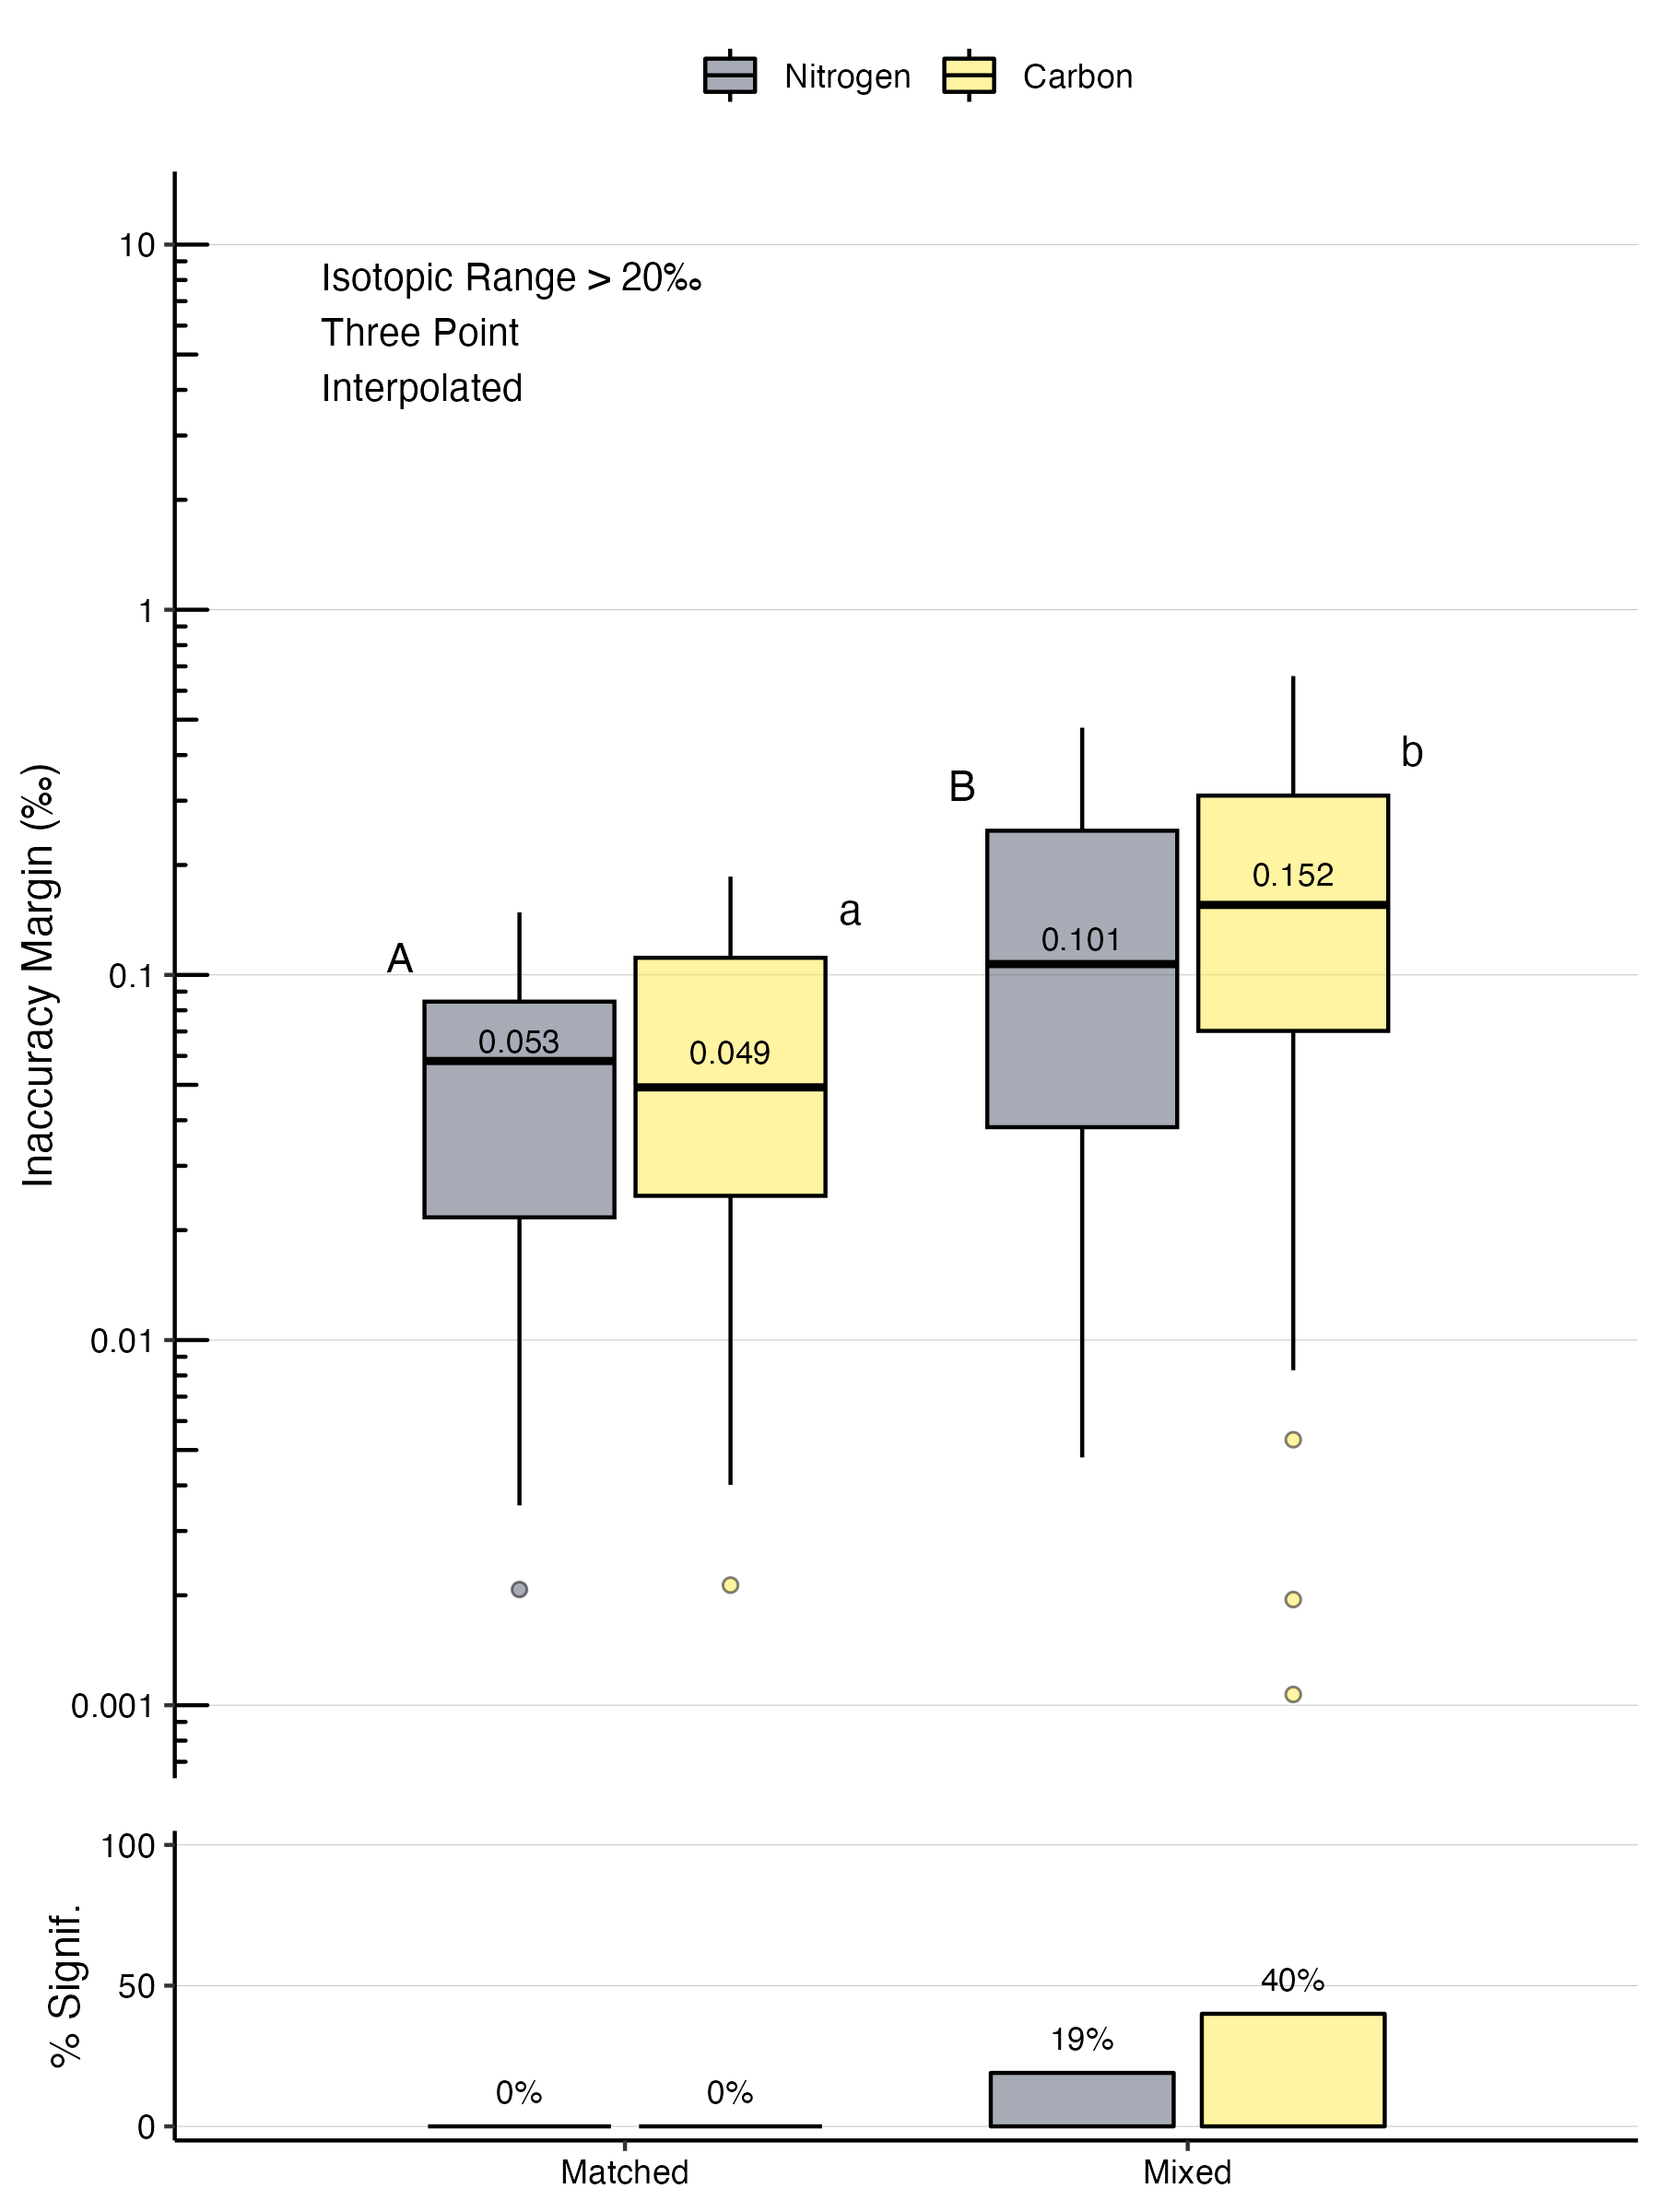 Nitrogen Carbon
10
Isotopic Range > 20‰
Three Point
Interpolated
1
Inaccuracy Margin (‰)
b
B
0.152
a
0.101
A
0.1
0.053
0.049
0.01
0.001
100
% Signif.
50
40%
19%
0% 0%
0
Matched Mixed